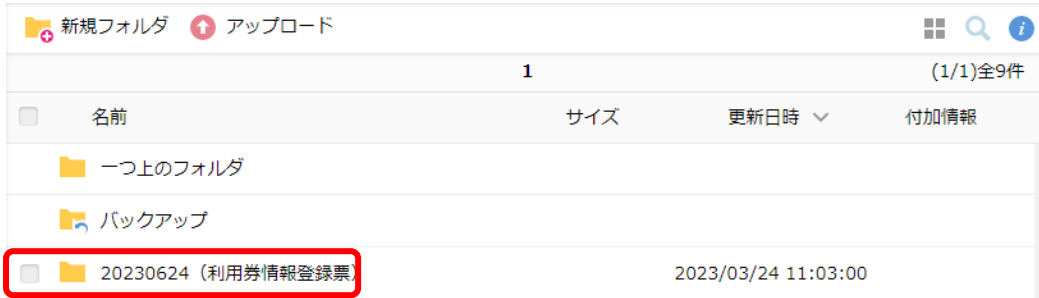 新規フォルダ アップロード
1
(1/1)全9件
名前 サイズ 更新日時 付加情報
一つ上のフォルダ
バックアップ
20230624（利用券情報登録票） 2023/03/24 11:03:00